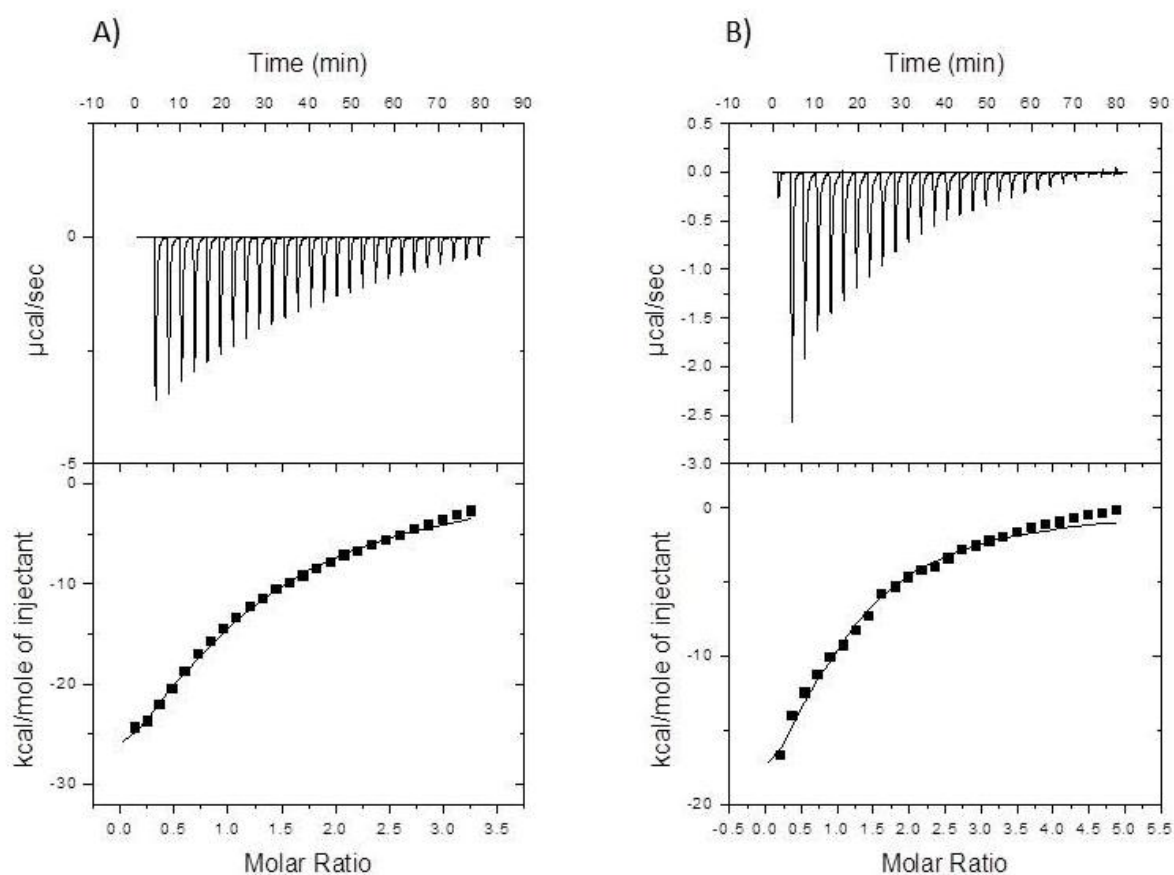 A)
Time (min)
-10 0 10 20 30 40 50 60 70 80 90
0
-5
µcal/sec
0
-10
-20
-30
kcal/mole of injectant
0.0 0.5 1.0 1.5 2.0 2.5 3.0 3.5
Molar Ratio
B)
Time (min)
-10 0 10 20 30 40 50 60 70 80 90
0.5
0.0
-0.5
-1.0
-1.5
-2.0
-2.5
-3.0
µcal/sec
0
-10
-20
kcal/mole of injectant
-0.5 0.0 0.5 1.0 1.5 2.0 2.5 3.0 3.5 4.0 4.5 5.0 5.5
Molar Ratio